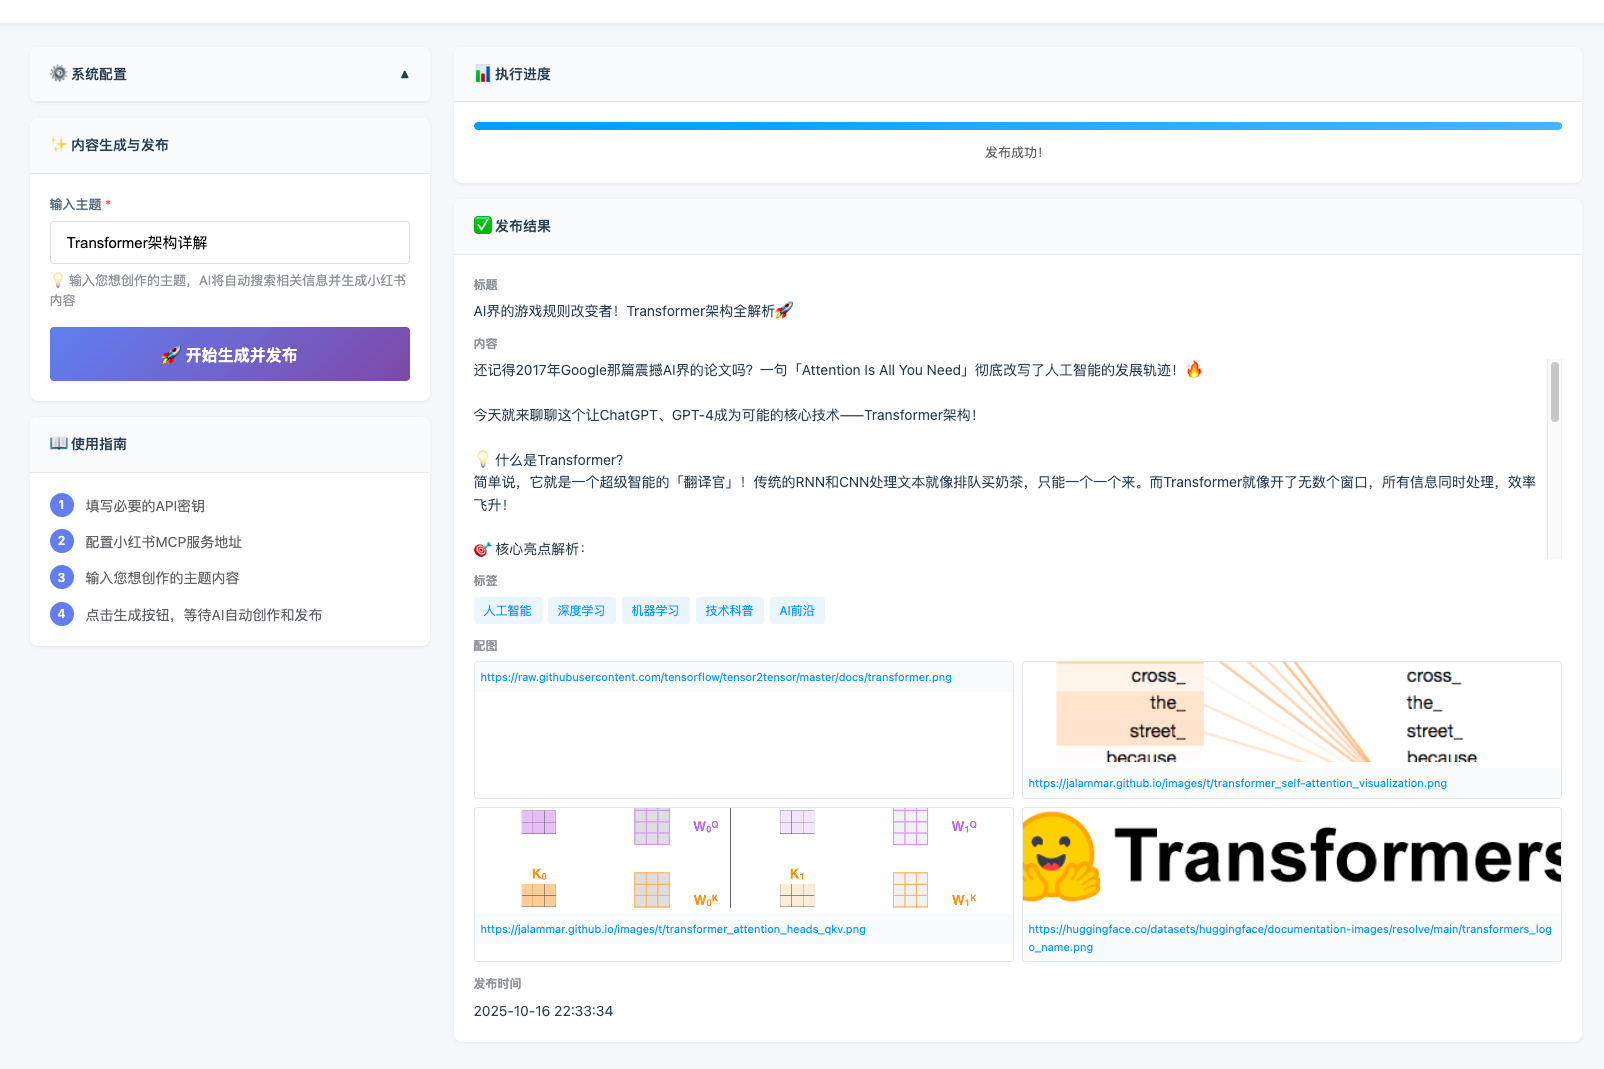 ⚙️ 系统配置 ▲
✨ 内容生成与发布
输入主题 *
Transformer架构详解
💡 输入您想创作的主题，AI将自动搜索相关信息并生成小红书
内容
🚀 开始生成并发布
📖 使用指南
1 填写必要的API密钥
2 配置小红书MCP服务地址
3 输入您想创作的主题内容
4 点击生成按钮，等待AI自动创作和发布
📊 执行进度
发布成功！
✅ 发布结果
标题
AI界的游戏规则改变者！Transformer架构全解析🚀
内容
还记得2017年Google那篇震撼AI界的论文吗？一句「Attention Is All You Need」彻底改写了人工智能的发展轨迹！🔥
今天就来聊聊这个让ChatGPT、GPT-4成为可能的核心技术——Transformer架构！
💡 什么是Transformer?
简单说，它就是一个超级智能的「翻译官」！传统的RNN和CNN处理文本就像排队买奶茶，只能一个一个来。而Transformer就像开了无数个窗口，所有信息同时处理，效率
飞升！
🎯 核心亮点解析：
标签
人工智能 深度学习 机器学习 技术科普 AI前沿
配图
https://raw.githubusercontent.com/tensorflow/tensor2tensor/master/docs/transformer.png
cross_ cross_
the_ the_
street_ street_
because because
https://jalammar.github.io/images/t/transformer_self-attention_visualization.png
W₀Q W₁Q
K₀ K₁
W₀K W₁K
https://jalammar.github.io/images/t/transformer_attention_heads_qkv.png
Transformers
https://huggingface.co/datasets/huggingface/documentation-images/resolve/main/transformers_log
o_name.png
发布时间
2025-10-16 22:33:34